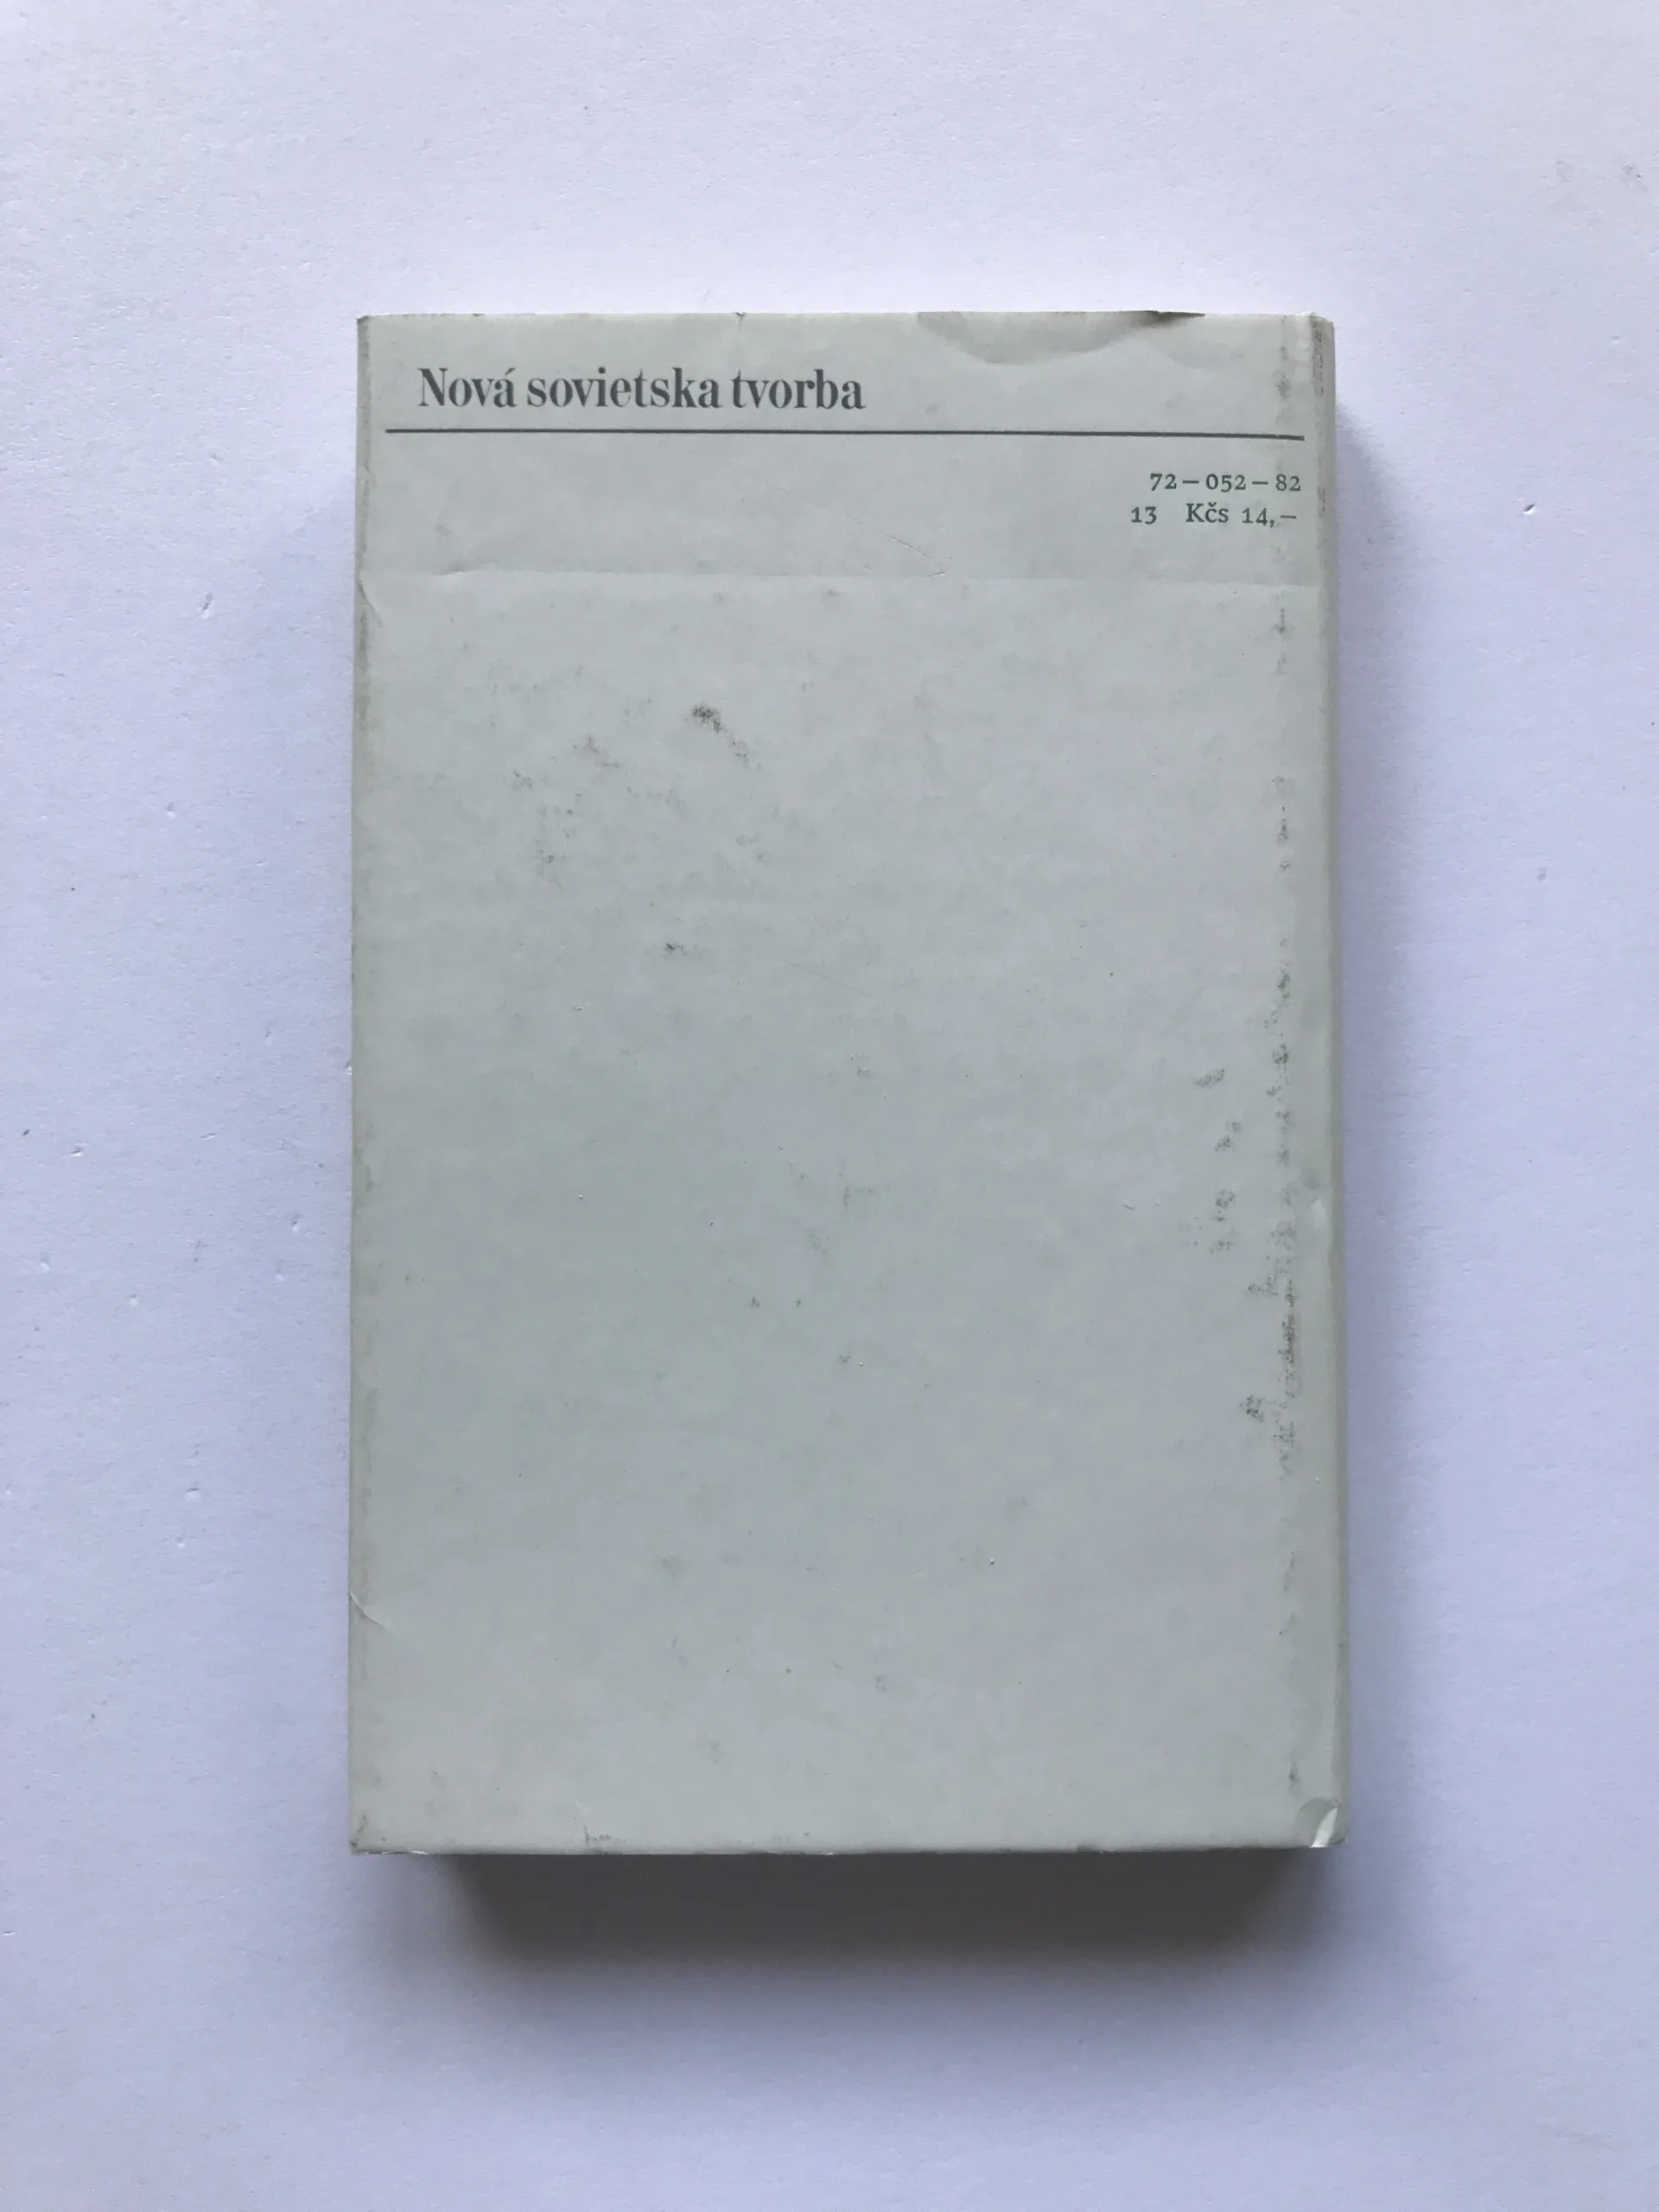 Nová sovietska tvorba
72 – 052 – 82
13 Kčs 14,–